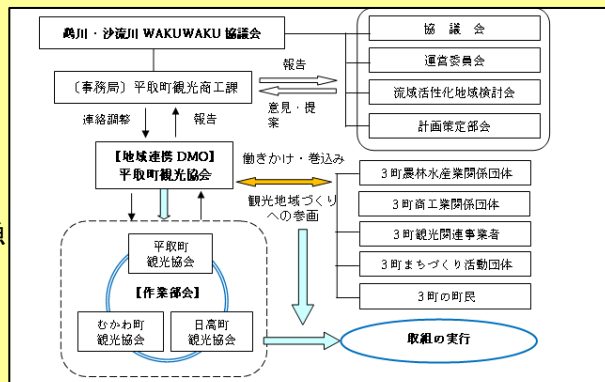 鵡川・沙流川 WAKUWAKU 協議会
〔事務局〕平取町観光商工課
報告
意見・提
案
協 議 会
運営委員会
流域活性化地域検討会
計画策定部会
連絡調整
報告
【地域連携 DMO】
平取町観光協会
働きかけ・巻込み
観光地域づくり
への参画
3町農林水産業関係団体
3町商工業関係団体
3町観光関連事業者
3町まちづくり活動団体
3町の町民
平取町
観光協会
【作業部会】
むかわ町
観光協会
日高町
観光協会
取組の実行